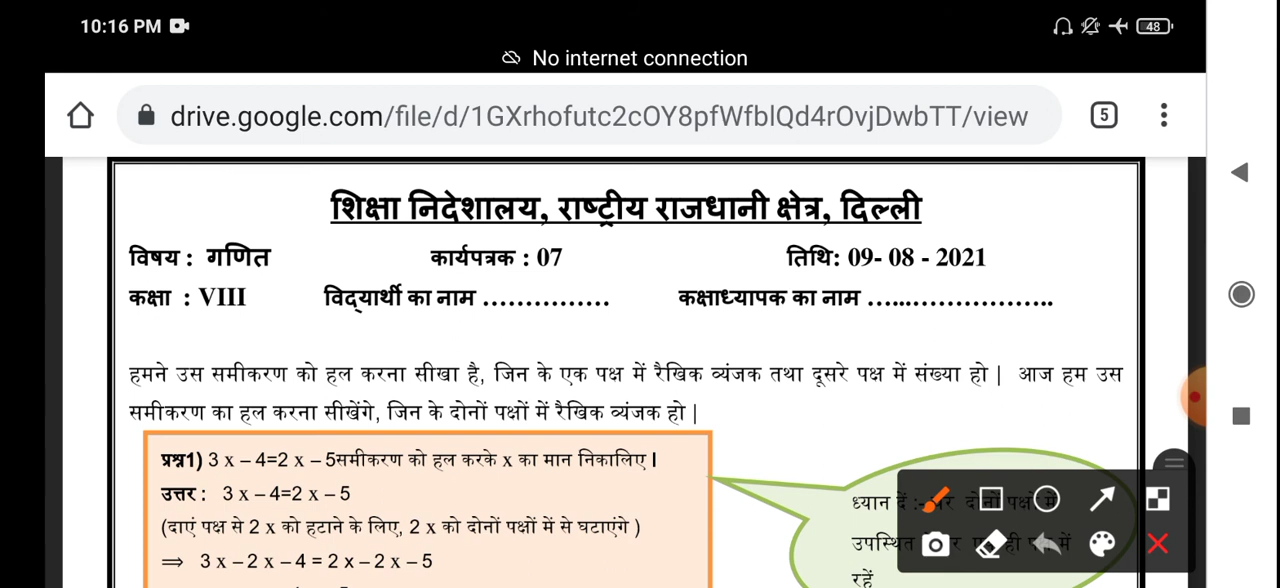 10:16 PM
48
No internet connection
drive.google.com/file/d/1GXrhofutc2cOY8pfWfblQd4rOvjDwbTT/view
5
शिक्षा निदेशालय, राष्ट्रीय राजधानी क्षेत्र, दिल्ली
विषय : गणित कार्यपत्रक : 07 तिथि: 09- 08 - 2021
कक्षा : VIII विद्यार्थी का नाम …………… कक्षाध्यापक का नाम …...……………..
हमने उस समीकरण को हल करना सीखा है, जिन के एक पक्ष में रैखिक व्यंजक तथा दूसरे पक्ष में संख्या हो | आज हम उस
समीकरण का हल करना सीखेंगे, जिन के दोनों पक्षों में रैखिक व्यंजक हो |
प्रश्न1) 3 x – 4=2 x – 5समीकरण को हल करके x का मान निकालिए I
उत्तर : 3 x – 4=2 x – 5
(दाएं पक्ष से 2 x को हटाने के लिए, 2 x को दोनों पक्षों में से घटाएंगे )
⟹ 3 x – 2 x – 4 = 2 x – 2 x – 5
ध्यान दें :- दोनों पक्षों में
उपस्थित ही में
रहें